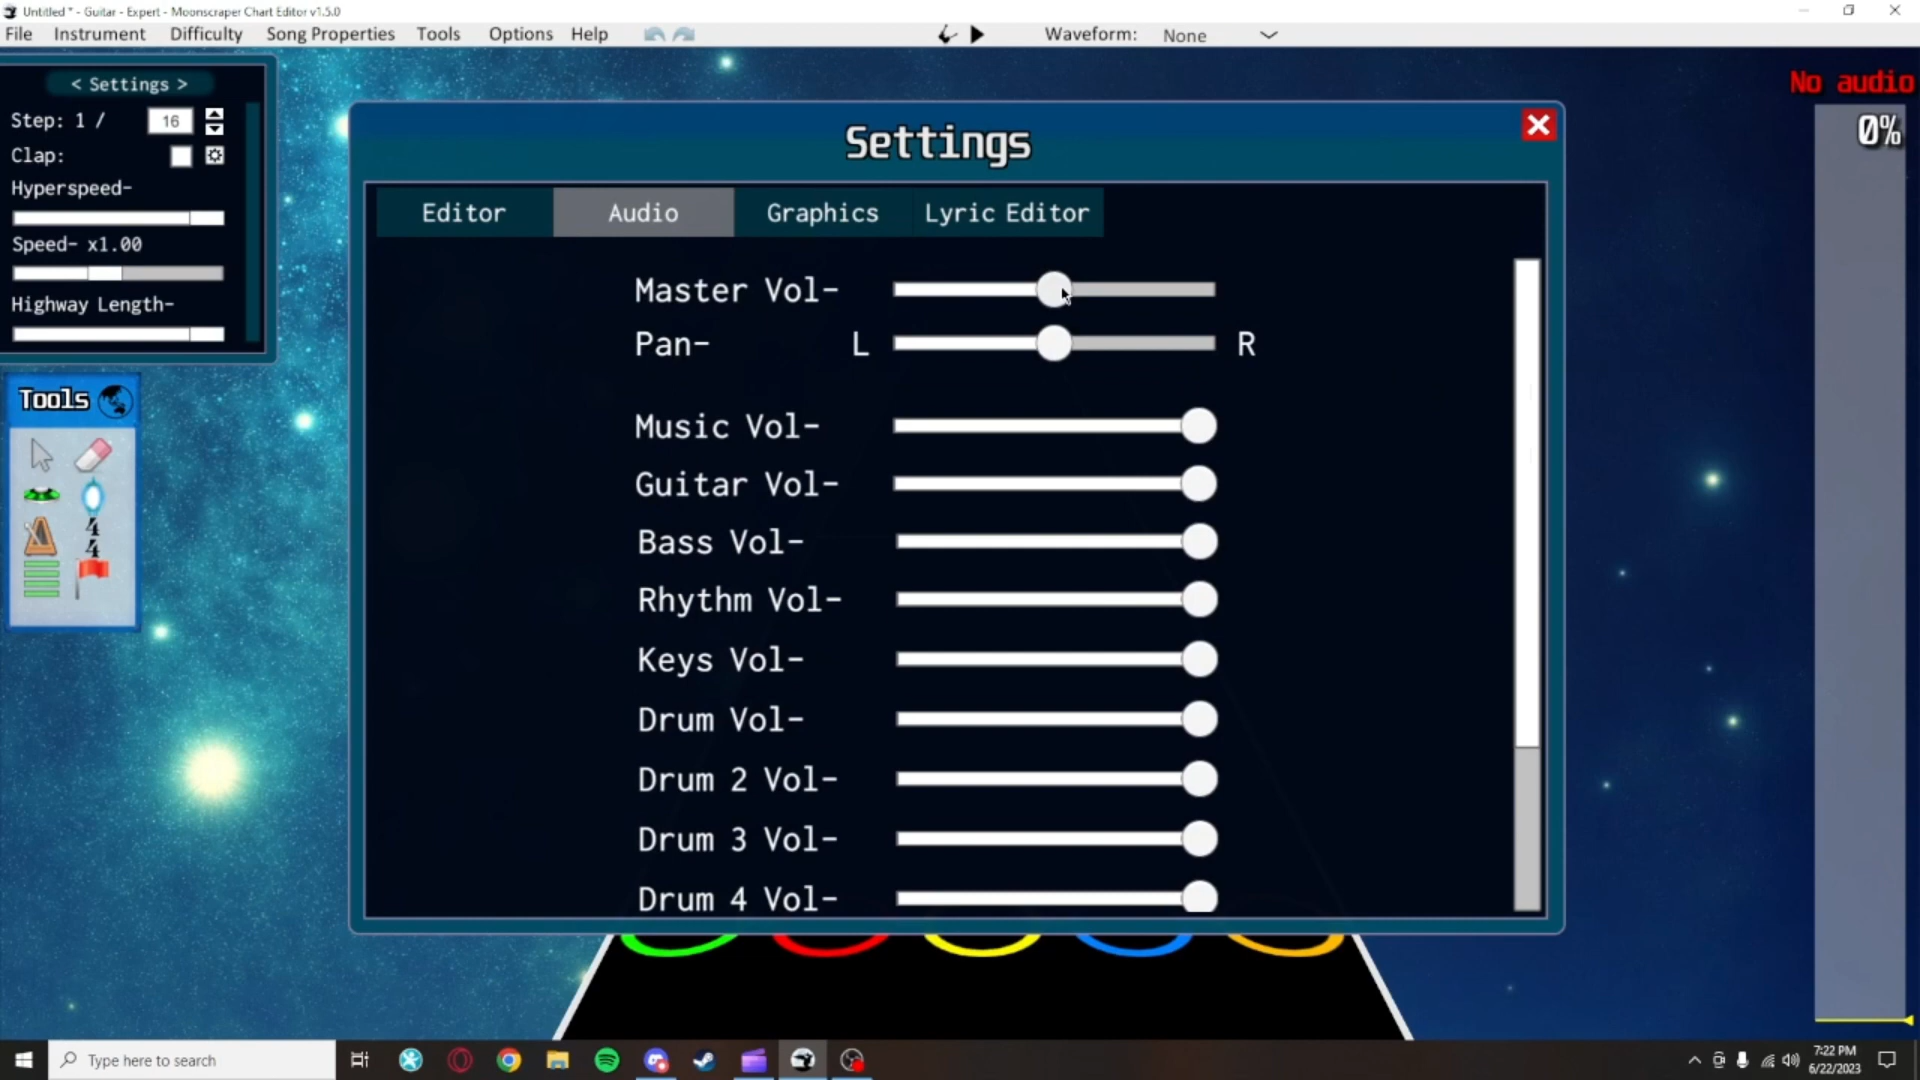 Untitled * - Guitar - Expert - Moonscraper Chart Editor v1.5.0
File Instrument Difficulty Song Properties Tools Options Help Waveform: None
< Settings >
Step: 1 / 16
Clap:
Hyperspeed-
Speed- x1.00
Highway Length-
Tools
4
4
No audio
0%
Settings
Editor Audio Graphics Lyric Editor
Master Vol-
Pan- L R
Music Vol-
Guitar Vol-
Bass Vol-
Rhythm Vol-
Keys Vol-
Drum Vol-
Drum 2 Vol-
Drum 3 Vol-
Drum 4 Vol-
Type here to search
7:22 PM
6/22/2023